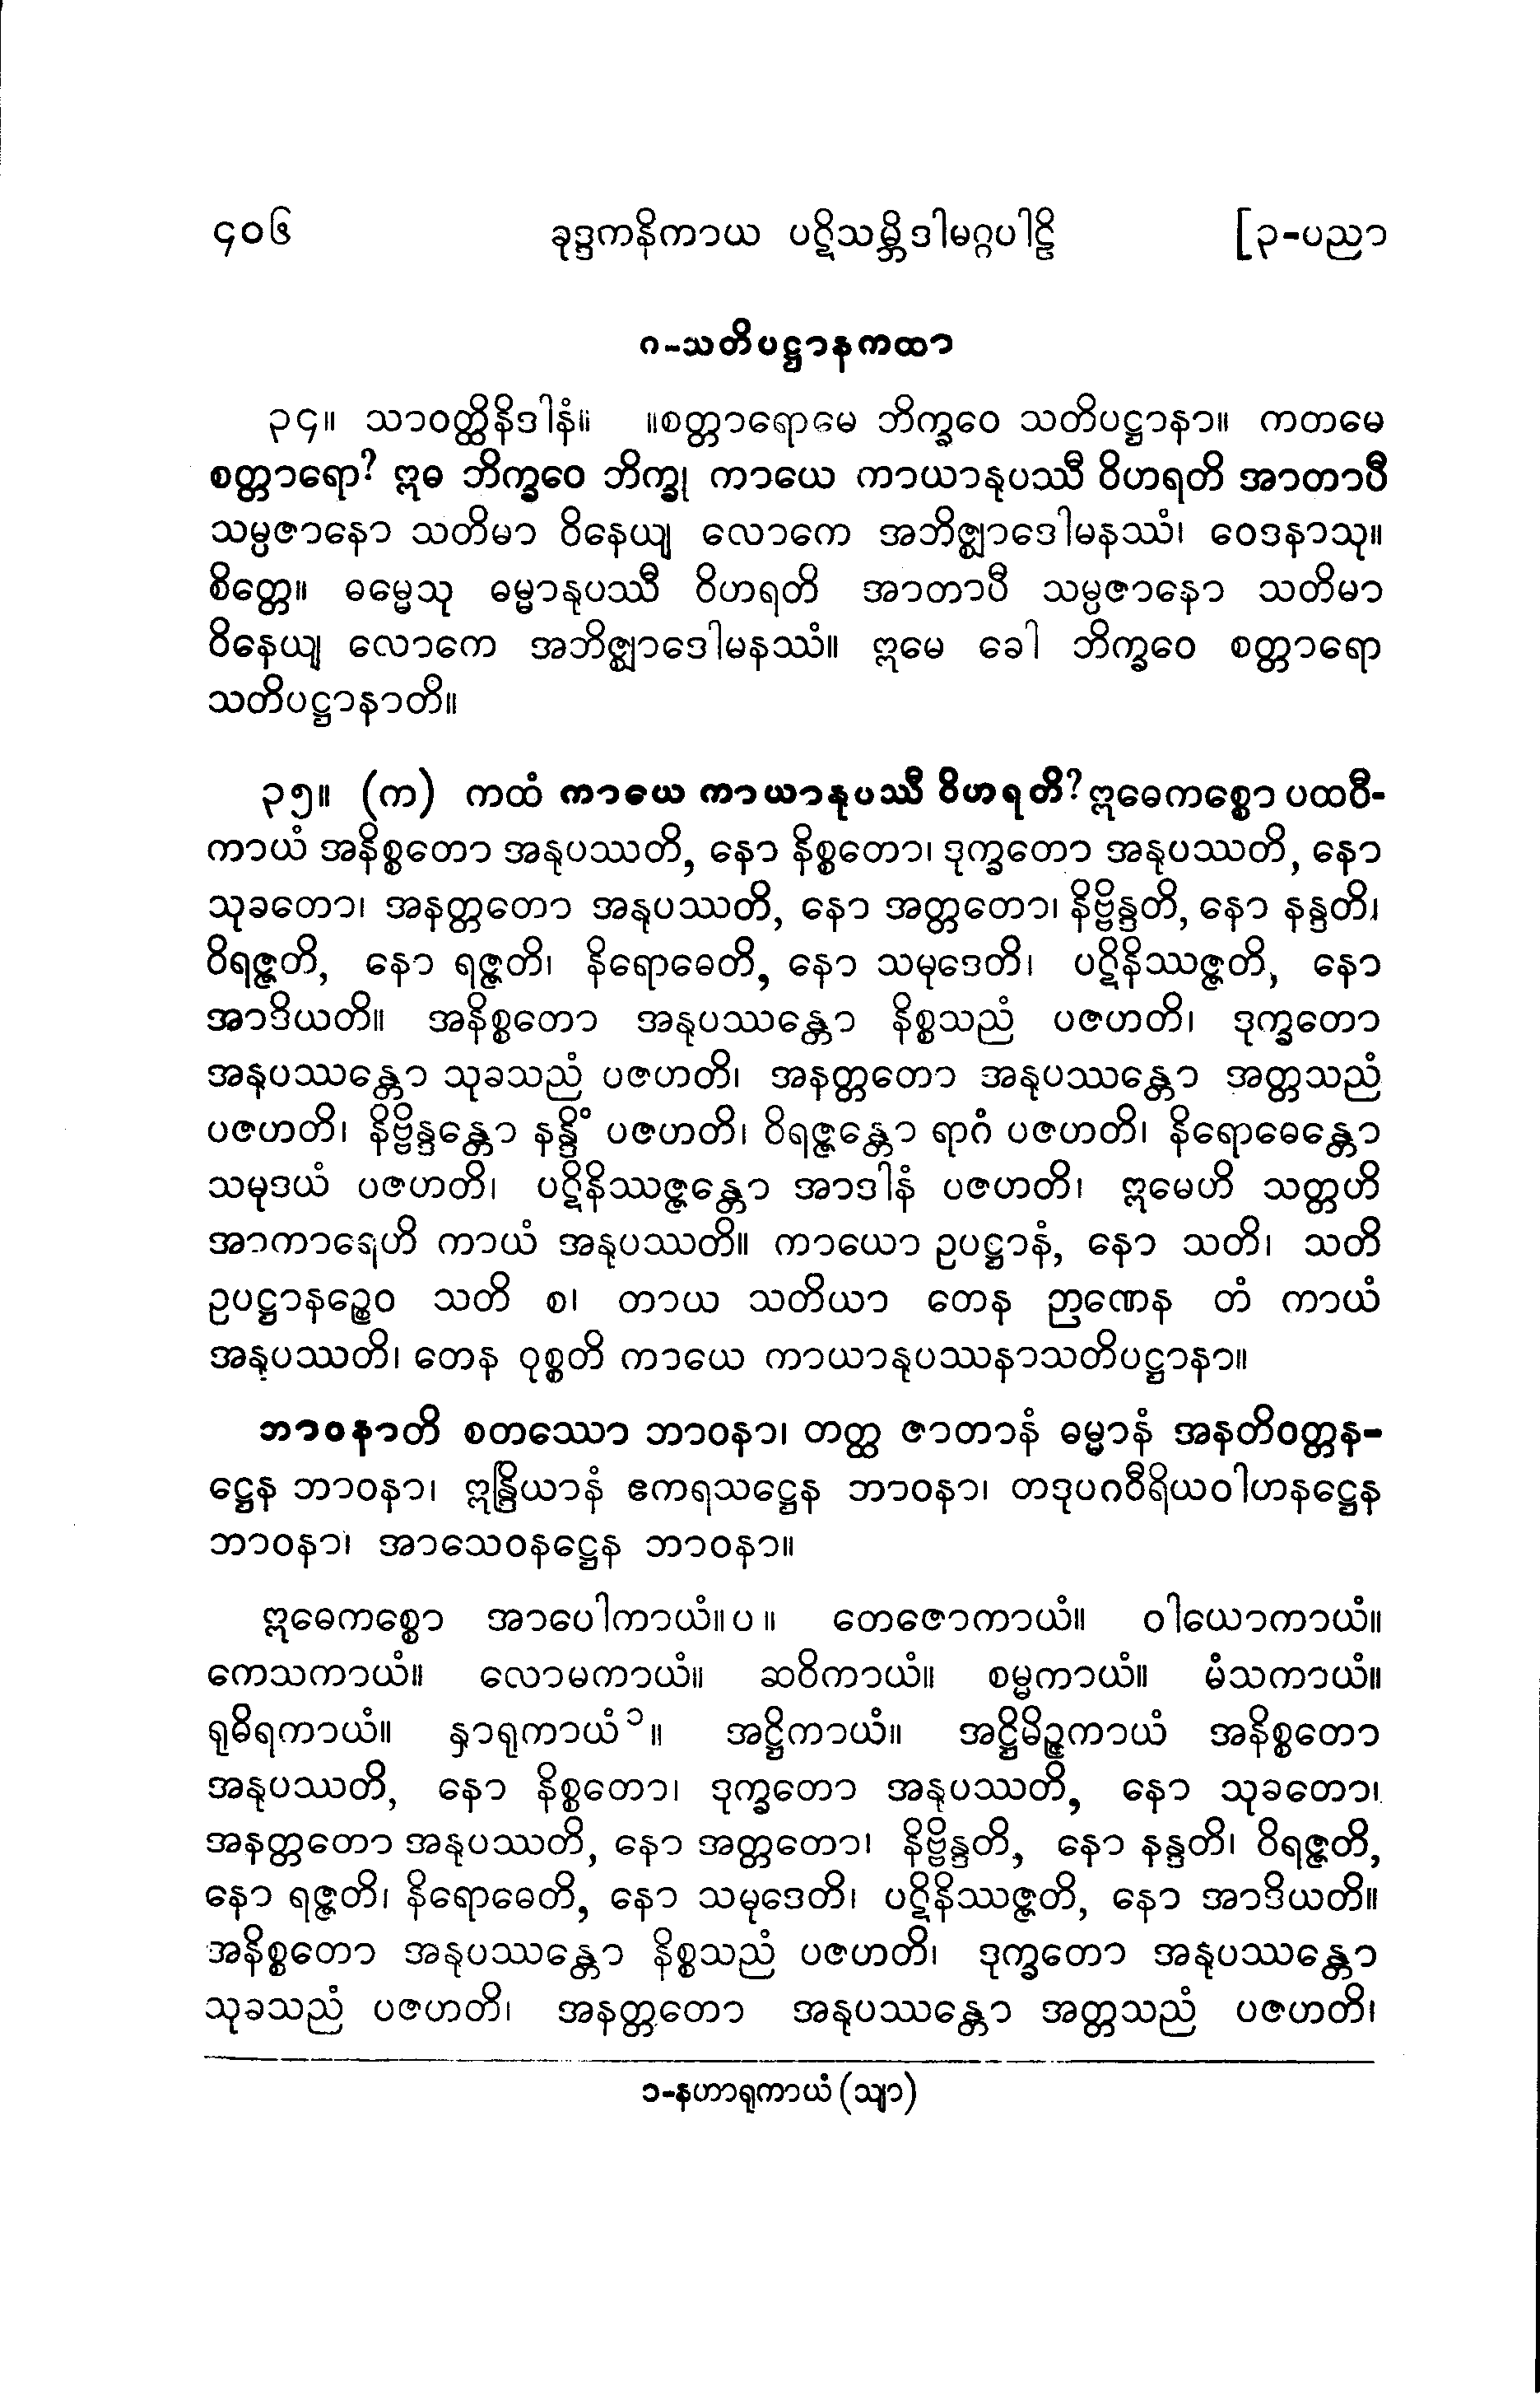 ၄၀၆ ခုဒ္ဒကနိကာယ ပဋိသမ္ဘိဒါမဂ္ဂပါဠိ [၃-ပညာ
ဂ-သတိပဋ္ဌာနကထာ
၃၄။ သာဝတ္ထိနိဒါနံ။ ။စတ္တာရောမေ ဘိက္ခဝေ သတိပဋ္ဌာနာ။ ကတမေ
စတ္တာရော? ဣဓ ဘိက္ခဝေ ဘိက္ခု ကာယေ ကာယာနုပဿီ ဝိဟရတိ အာတာပီ
သမ္ပဇာနော သတိမာ ဝိနေယျ လောကေ အဘိဇ္ဈာဒေါမနဿံ၊ ဝေဒနာသု။
စိတ္တေ။ ဓမ္မေသု ဓမ္မာနုပဿီ ဝိဟရတိ အာတာပီ သမ္ပဇာနော သတိမာ
ဝိနေယျ လောကေ အဘိဇ္ဈာဒေါမနဿံ။ ဣမေ ခေါ ဘိက္ခဝေ စတ္တာရော
သတိပဋ္ဌာနာတိ။
၃၅။ (က) ကထံ ကာယေ ကာယာနုပဿီ ဝိဟရတိ? ဣဓေကစ္စော ပထဝီ-
ကာယံ အနိစ္စတော အနုပဿတိ, နော နိစ္စတော၊ ဒုက္ခတော အနုပဿတိ, နော
သုခတော၊ အနတ္တတော အနုပဿတိ, နော အတ္တတော၊ နိဗ္ဗိန္ဒတိ, နော နန္ဒတိ၊
ဝိရဇ္ဇတိ, နော ရဇ္ဇတိ၊ နိရောဓေတိ, နော သမုဒေတိ၊ ပဋိနိဿဇ္ဇတိ, နော
အာဒိယတိ။ အနိစ္စတော အနုပဿန္တော နိစ္စသညံ ပဇဟတိ၊ ဒုက္ခတော
အနုပဿန္တော သုခသညံ ပဇဟတိ၊ အနတ္တတော အနုပဿန္တော အတ္တသညံ
ပဇဟတိ၊ နိဗ္ဗိန္ဒန္တော နန္ဒိံ ပဇဟတိ၊ ဝိရဇ္ဇန္တော ရာဂံ ပဇဟတိ၊ နိရောဓေန္တော
သမုဒယံ ပဇဟတိ၊ ပဋိနိဿဇ္ဇန္တော အာဒါနံ ပဇဟတိ၊ ဣမေဟိ သတ္တဟိ
အာကာရေဟိ ကာယံ အနုပဿတိ။ ကာယော ဥပဋ္ဌာနံ, နော သတိ၊ သတိ
ဥပဋ္ဌာနဉ္စေဝ သတိ စ၊ တာယ သတိယာ တေန ဉာဏေန တံ ကာယံ
အနုပဿတိ၊ တေန ဝုစ္စတိ ကာယေ ကာယာနုပဿနာသတိပဋ္ဌာနာ။
ဘာဝနာတိ စတဿော ဘာဝနာ၊ တတ္ထ ဇာတာနံ ဓမ္မာနံ အနတိဝတ္တန-
ဋ္ဌေန ဘာဝနာ၊ ဣန္ဒြိယာနံ ဧကရသဋ္ဌေန ဘာဝနာ၊ တဒုပဂဝီရိယဝါဟနဋ္ဌေန
ဘာဝနာ၊ အာသေဝနဋ္ဌေန ဘာဝနာ။
ဣဓေကစ္စော အာပေါကာယံ။ပ။ တေဇောကာယံ။ ဝါယောကာယံ။
ကေသကာယံ။ လောမကာယံ။ ဆဝိကာယံ။ စမ္မကာယံ။ မံသကာယံ။
ရုဓိရကာယံ။ နှာရုကာယံ၁။ အဋ္ဌိကာယံ။ အဋ္ဌိမိဉ္ဇကာယံ အနိစ္စတော
အနုပဿတိ, နော နိစ္စတော၊ ဒုက္ခတော အနုပဿတိ, နော သုခတော၊
အနတ္တတော အနုပဿတိ, နော အတ္တတော၊ နိဗ္ဗိန္ဒတိ, နော နန္ဒတိ၊ ဝိရဇ္ဇတိ,
နော ရဇ္ဇတိ၊ နိရောဓေတိ, နော သမုဒေတိ၊ ပဋိနိဿဇ္ဇတိ, နော အာဒိယတိ။
အနိစ္စတော အနုပဿန္တော နိစ္စသညံ ပဇဟတိ၊ ဒုက္ခတော အနုပဿန္တော
သုခသညံ ပဇဟတိ၊ အနတ္တတော အနုပဿန္တော အတ္တသညံ ပဇဟတိ၊
၁-နဟာရုကာယံ (သျာ)